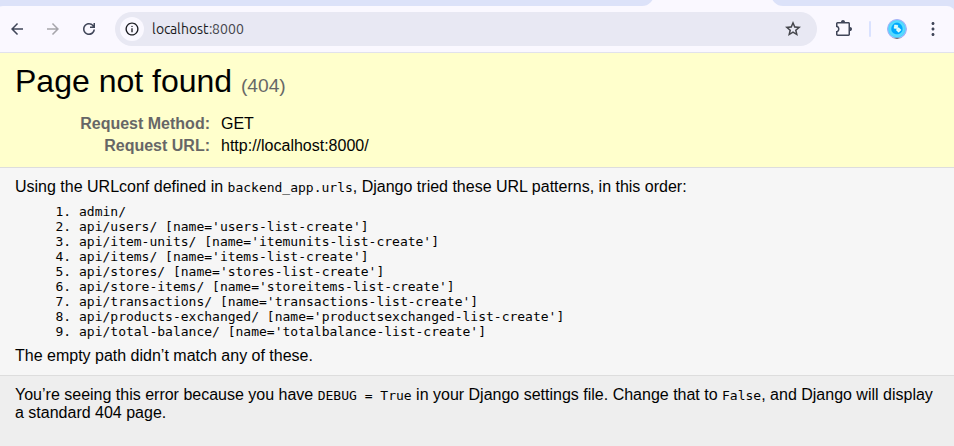 localhost:8000
Page not found (404)
Request Method: GET
Request URL: http://localhost:8000/
Using the URLconf defined in backend_app.urls, Django tried these URL patterns, in this order:
1. admin/
2. api/users/ [name='users-list-create']
3. api/item-units/ [name='itemunits-list-create']
4. api/items/ [name='items-list-create']
5. api/stores/ [name='stores-list-create']
6. api/store-items/ [name='storeitems-list-create']
7. api/transactions/ [name='transactions-list-create']
8. api/products-exchanged/ [name='productsexchanged-list-create']
9. api/total-balance/ [name='totalbalance-list-create']
The empty path didn’t match any of these.
You’re seeing this error because you have DEBUG = True in your Django settings file. Change that to False, and Django will display
a standard 404 page.